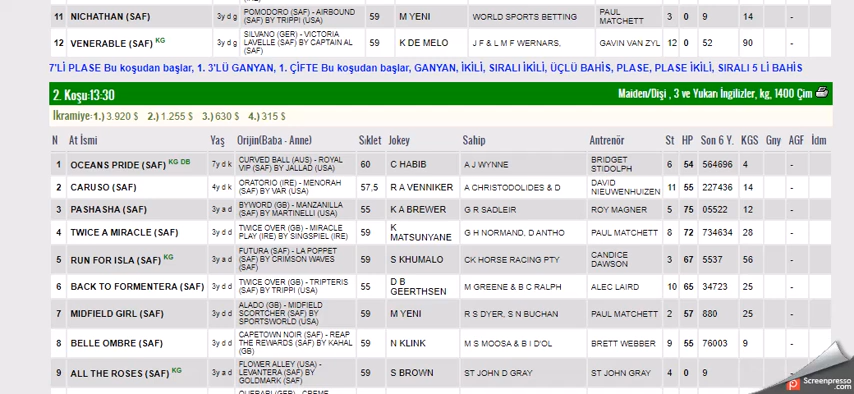 11 NICHATHAN (SAF) 3y d g POMODORO (SAF) - AIRBOUND (SAF) BY TRIPPI (USA) 59 M YENI WORLD SPORTS BETTING PAUL MATCHETT 3 0 9 14 -
12 VENERABLE (SAF) KG 3y d g SILVANO (GER) - VICTORIA LAVELLE (SAF) BY CAPTAIN AL (SAF) 59 K DE MELO J F & L M F WERNARS, GAVIN VAN ZYL 12 0 52 90 -
7'Lİ PLASE Bu koşudan başlar, 1. 3'LÜ GANYAN, 1. ÇİFTE Bu koşudan başlar, GANYAN, İKİLİ, SIRALI İKİLİ, ÜÇLÜ BAHİS, PLASE, PLASE İKİLİ, SIRALI 5 Lİ BAHİS
2. Koşu:13:30 Maiden/Dişi , 3 ve Yukarı İngilizler, kg, 1400 Çim
İkramiye:1.) 3.920 $ 2.) 1.255 $ 3.) 630 $ 4.) 315 $
N At İsmi Yaş Orijin(Baba - Anne) Sıklet Jokey Sahip Antrenör St HP Son 6 Y. KGS Gny AGF İdm
1 OCEANS PRIDE (SAF) KG DB 7y d k CURVED BALL (AUS) - ROYAL VIP (SAF) BY JALLAD (USA) 60 C HABIB A J WYNNE BRIDGET STIDOLPH 6 54 564696 4 -
2 CARUSO (SAF) 4y d k ORATORIO (IRE) - MENORAH (SAF) BY VAR (USA) 57,5 R A VENNIKER A CHRISTODOLIDES & D DAVID NIEUWENHUIZEN 11 55 227436 14 -
3 PASHASHA (SAF) 3y a d BYWORD (GB) - MANZANILLA (SAF) BY MARTINELLI (USA) 55 K A BREWER G R SADLEIR ROY MAGNER 5 75 05522 12 -
4 TWICE A MIRACLE (SAF) 3y d d TWICE OVER (GB) - MIRACLE PLAY (IRE) BY SINGSPIEL (IRE) 59 K MATSUNYANE G H NORMAND, D ANTHO PAUL MATCHETT 8 72 734634 28 -
5 RUN FOR ISLA (SAF) KG 3y a d FUTURA (SAF) - LA POPPET (SAF) BY CRIMSON WAVES (SAF) 59 S KHUMALO CK HORSE RACING PTY CANDICE DAWSON 3 67 5537 56 -
6 BACK TO FORMENTERA (SAF) 3y d d TWICE OVER (GB) - TRIPTERIS (SAF) BY TRIPPI (USA) 55 D B GEERTHSEN M GREENE & B C RALPH ALEC LAIRD 10 65 34723 25 -
7 MIDFIELD GIRL (SAF) 3y d d ALADO (GB) - MIDFIELD SCORTCHER (SAF) BY SPORTSWORLD (USA) 59 M YENI R S DYER, S N BUCHAN PAUL MATCHETT 2 57 880 25 -
8 BELLE OMBRE (SAF) 3y d d CAPETOWN NOIR (SAF) - REAP THE REWARDS (SAF) BY KAHAL (GB) 59 N KLINK M S MOOSA & B I D'OL BRETT WEBBER 9 55 76003 9 -
9 ALL THE ROSES (SAF) KG 3y a d FLOWER ALLEY (USA) - LEVANTERA (SAF) BY GOLDMARK (SAF) 59 S BROWN ST JOHN D GRAY ST JOHN GRAY 4 0 9
Screenpresso.com